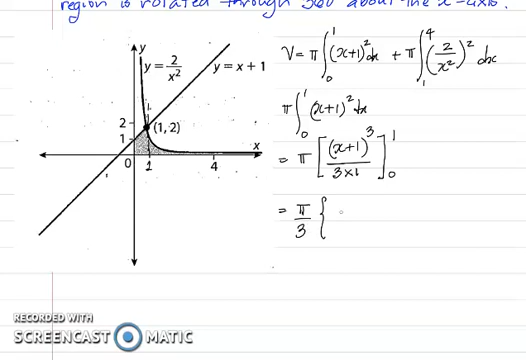 region is rotated through 360 about the x-axis.
y
y = 2/x²
y = x + 1
2
(1, 2)
1
x
0
1
4
V = π∫₀¹ (x+1)² dx + π∫₁⁴ (2/x²)² dx
π∫₀¹ (x+1)² dx
= π [(x+1)³/3×1]₀¹
= π/3 {
RECORDED WITH
SCREENCAST MATIC